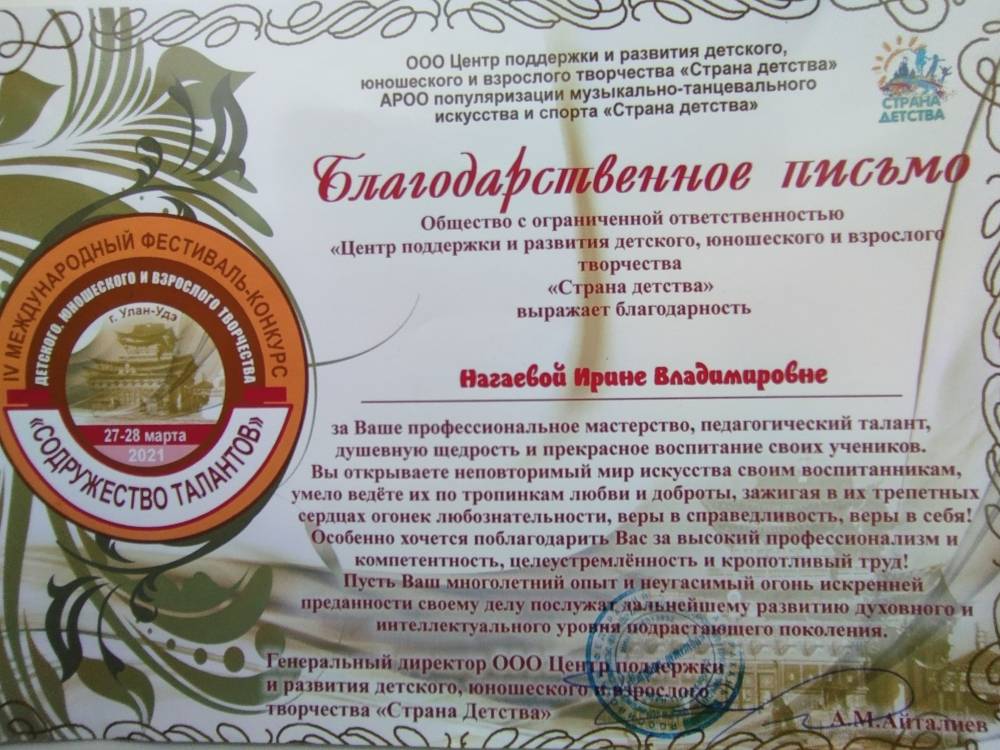 ООО Центр поддержки и развития детского,
юношеского и взрослого творчества «Страна детства»
АРОО популяризации музыкально-танцевального
искусства и спорта «Страна детства»
СТРАНА
ДЕТСТВА
Благодарственное письмо
Общество с ограниченной ответственностью
«Центр поддержки и развития детского, юношеского и взрослого
творчества
«Страна детства»
выражает благодарность
IV МЕЖДУНАРОДНЫЙ ФЕСТИВАЛЬ-КОНКУРС
ДЕТСКОГО, ЮНОШЕСКОГО И ВЗРОСЛОГО ТВОРЧЕСТВА
г. Улан-Удэ
27-28 марта
2021
«СОДРУЖЕСТВО ТАЛАНТОВ»
Нагаевой Ирине Владимировне
за Ваше профессиональное мастерство, педагогический талант,
душевную щедрость и прекрасное воспитание своих учеников.
Вы открываете неповторимый мир искусства своим воспитанникам,
умело ведёте их по тропинкам любви и доброты, зажигая в их трепетных
сердцах огонек любознательности, веры в справедливость, веры в себя!
Особенно хочется поблагодарить Вас за высокий профессионализм и
компетентность, целеустремлённость и кропотливый труд!
Пусть Ваш многолетний опыт и неугасимый огонь искренней
преданности своему делу послужат дальнейшему развитию духовного и
интеллектуального уровня подрастающего поколения.
Генеральный директор ООО Центр поддержки
и развития детского, юношеского и взрослого
творчества «Страна Детства»
А.М.Айталиев